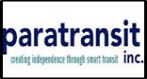 paratransit
creating independence through smart transit
inc.